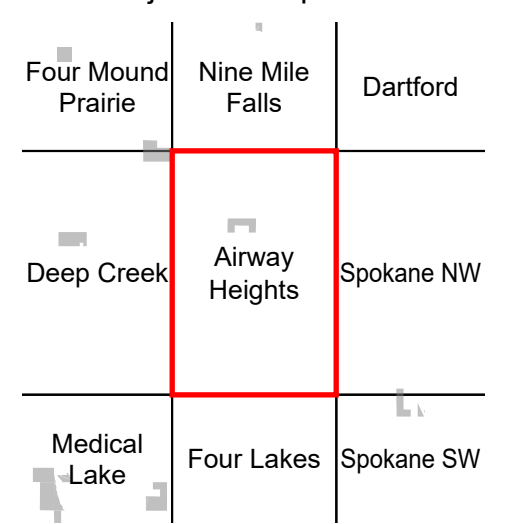 Four Mound
Prairie
Nine Mile
Falls
Dartford
Deep Creek
Airway
Heights
Spokane NW
Medical
Lake
Four Lakes
Spokane SW